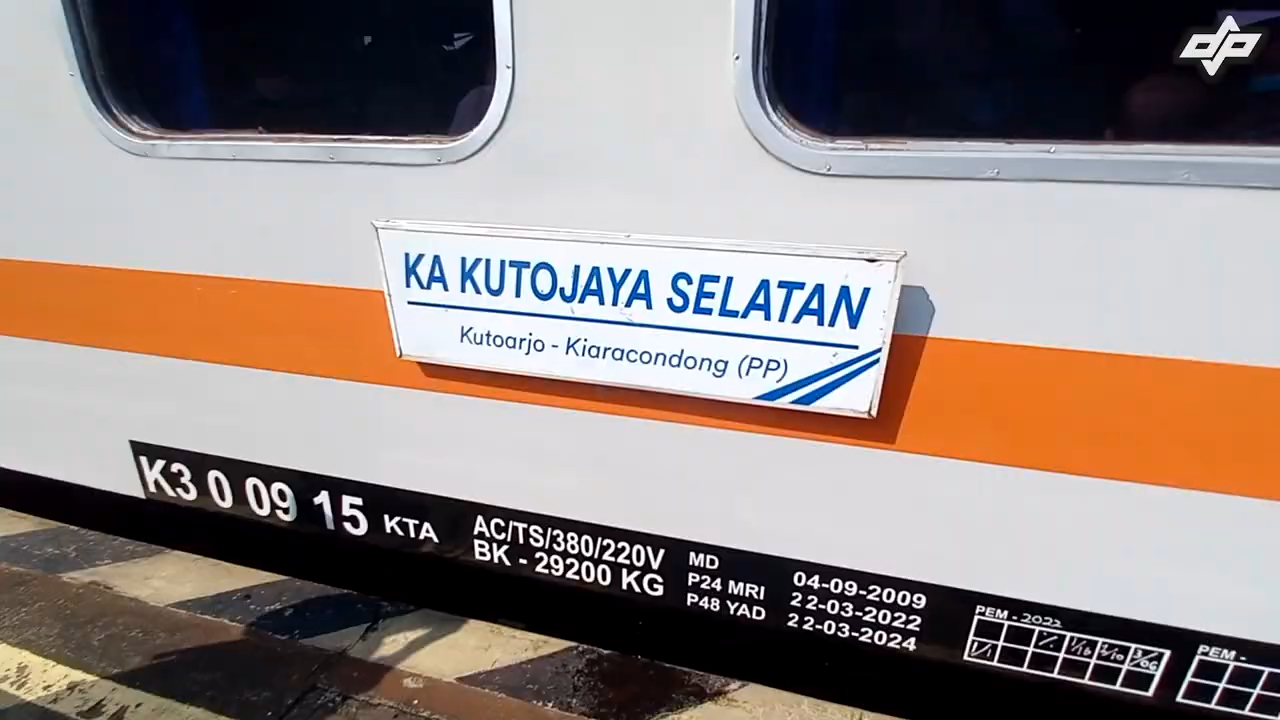 dp
KA KUTOJAYA SELATAN
Kutoarjo - Kiaracondong (PP)
K3 0 09 15 KTA
AC/TS/380/220V
BK - 29200 KG
MD 04-09-2009
P24 MRI 22-03-2022
P48 YAD 22-03-2024
PEM - 2022
PEM -